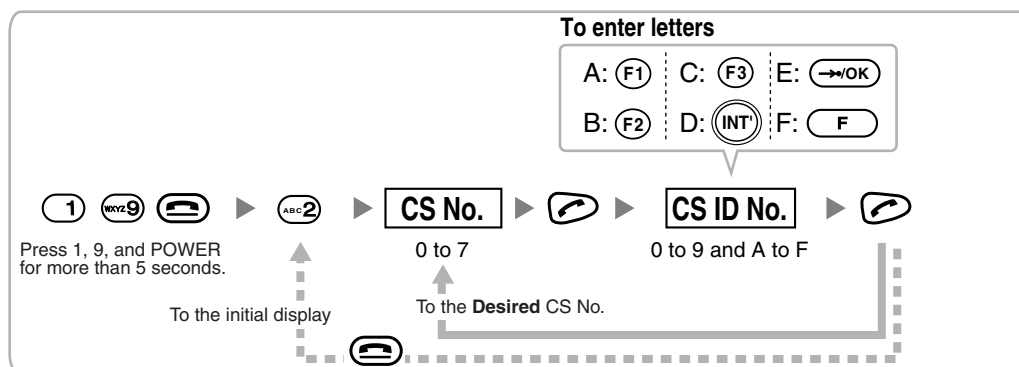 To enter letters
A: F1 C: F3 E: /OK
B: F2 D: INT' F: F
1 WXYZ9 ABC2 CS No. CS ID No.
Press 1, 9, and POWER
for more than 5 seconds.
0 to 7
0 to 9 and A to F
To the initial display
To the Desired CS No.